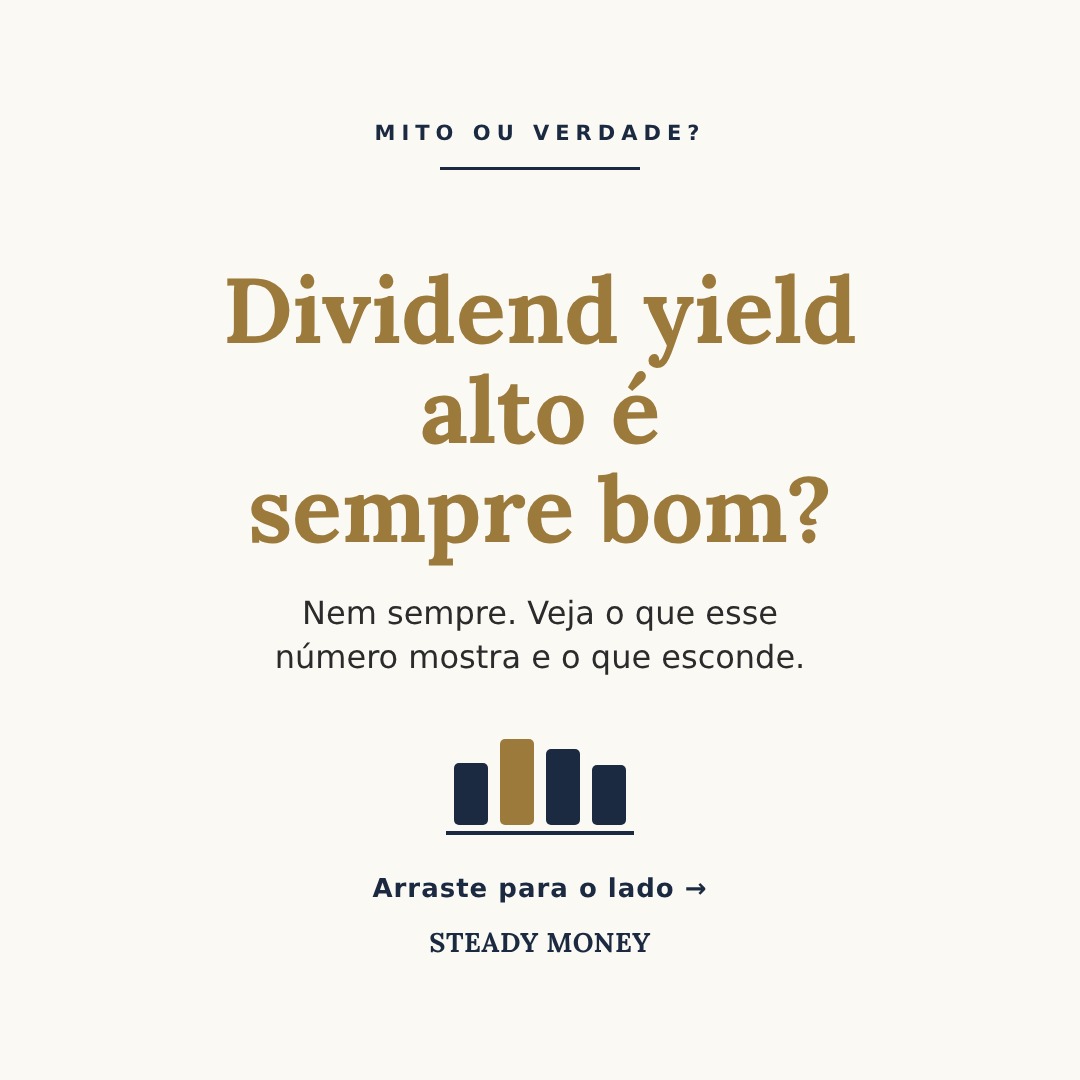 MITO OU VERDADE?
Dividend yield
alto é
sempre bom?
Nem sempre. Veja o que esse
número mostra e o que esconde.
Arraste para o lado →
STEADY MONEY